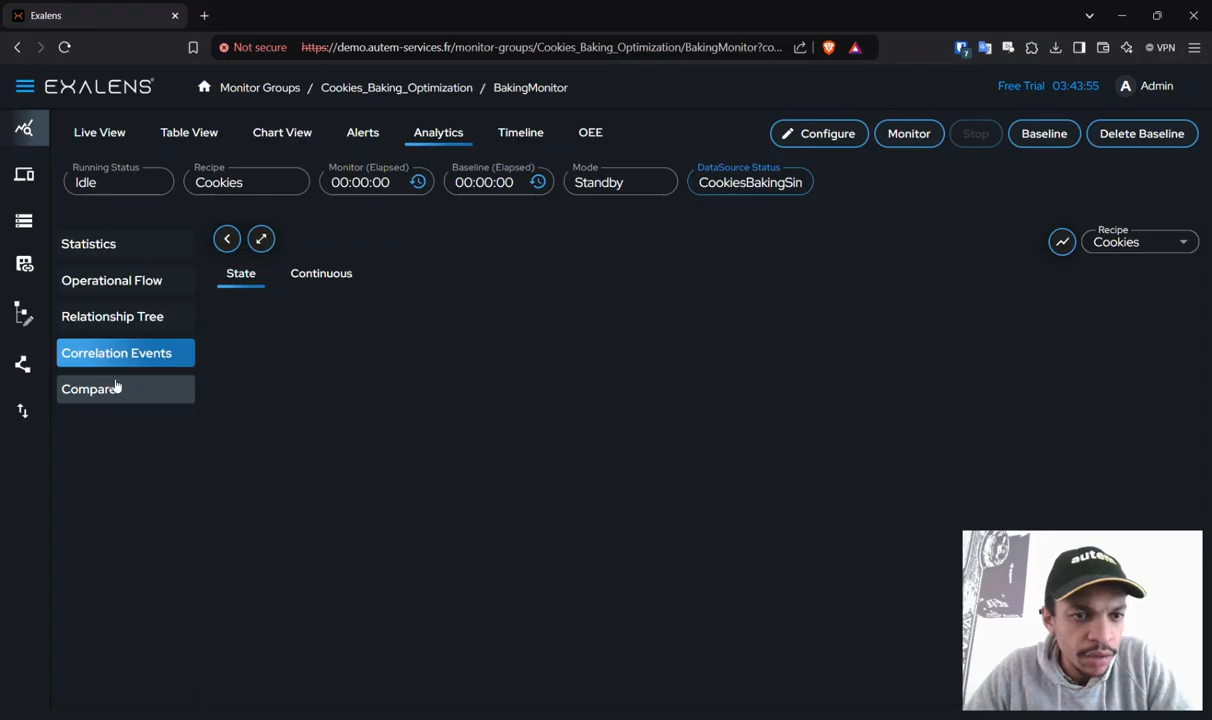 Exalens
Not secure https://demo.autem-services.fr/monitor-groups/Cookies_Baking_Optimization/BakingMonitor?co...
7
VPN
EXALENS
Monitor Groups / Cookies_Baking_Optimization / BakingMonitor
Free Trial 03:43:55 A Admin
Live View Table View Chart View Alerts Analytics Timeline OEE
Configure Monitor Stop Baseline Delete Baseline
Running Status Recipe Monitor (Elapsed) Baseline (Elapsed) Mode DataSource Status
Idle Cookies 00:00:00 00:00:00 Standby CookiesBakingSin
Statistics
Operational Flow
Relationship Tree
Correlation Events
Compare
Recipe
Cookies
State Continuous
autem